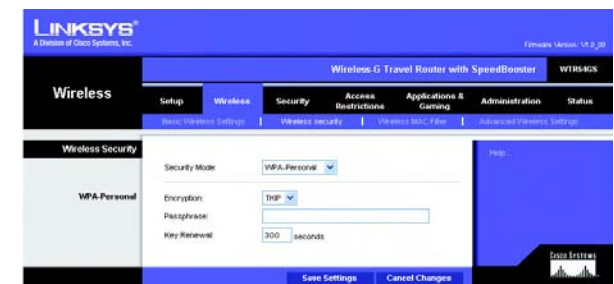 LINKSYS®
A Division of Cisco Systems, Inc.
Firmware Version: V1.0_00
Wireless-G Travel Router with SpeedBooster WTR54GS
Wireless
Setup Wireless Security Access Restrictions Applications & Gaming Administration Status
Basic Wireless Settings | Wireless security | Wireless MAC Filter | Advanced Wireless Settings
Wireless Security
Help...
Security Mode: WPA-Personal
WPA-Personal
Encryption: TKIP
Passphrase:
Key Renewal: 300 seconds
Save Settings Cancel Changes
CISCO SYSTEMS